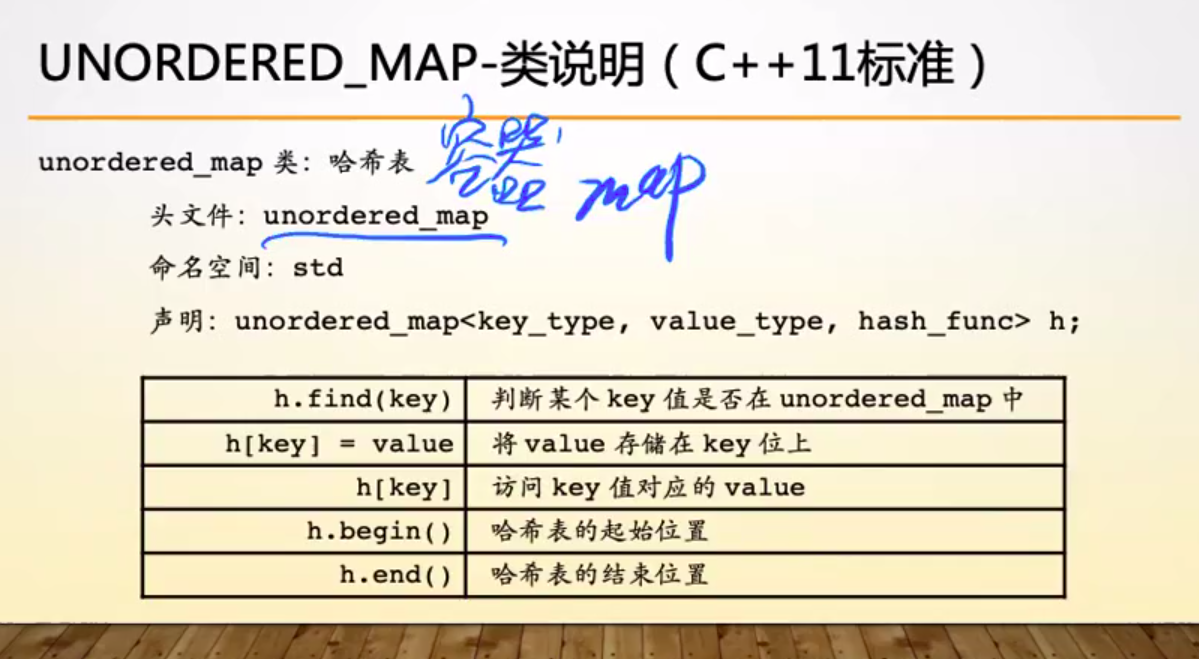 UNORDERED_MAP-类说明（C++11标准）
unordered_map 类：哈希表 容器 map
头文件：unordered_map
命名空间：std
声明：unordered_map<key_type, value_type, hash_func> h;
h.find(key) 判断某个 key 值是否在 unordered_map 中
h[key] = value 将 value 存储在 key 位上
h[key] 访问 key 值对应的 value
h.begin() 哈希表的起始位置
h.end() 哈希表的结束位置